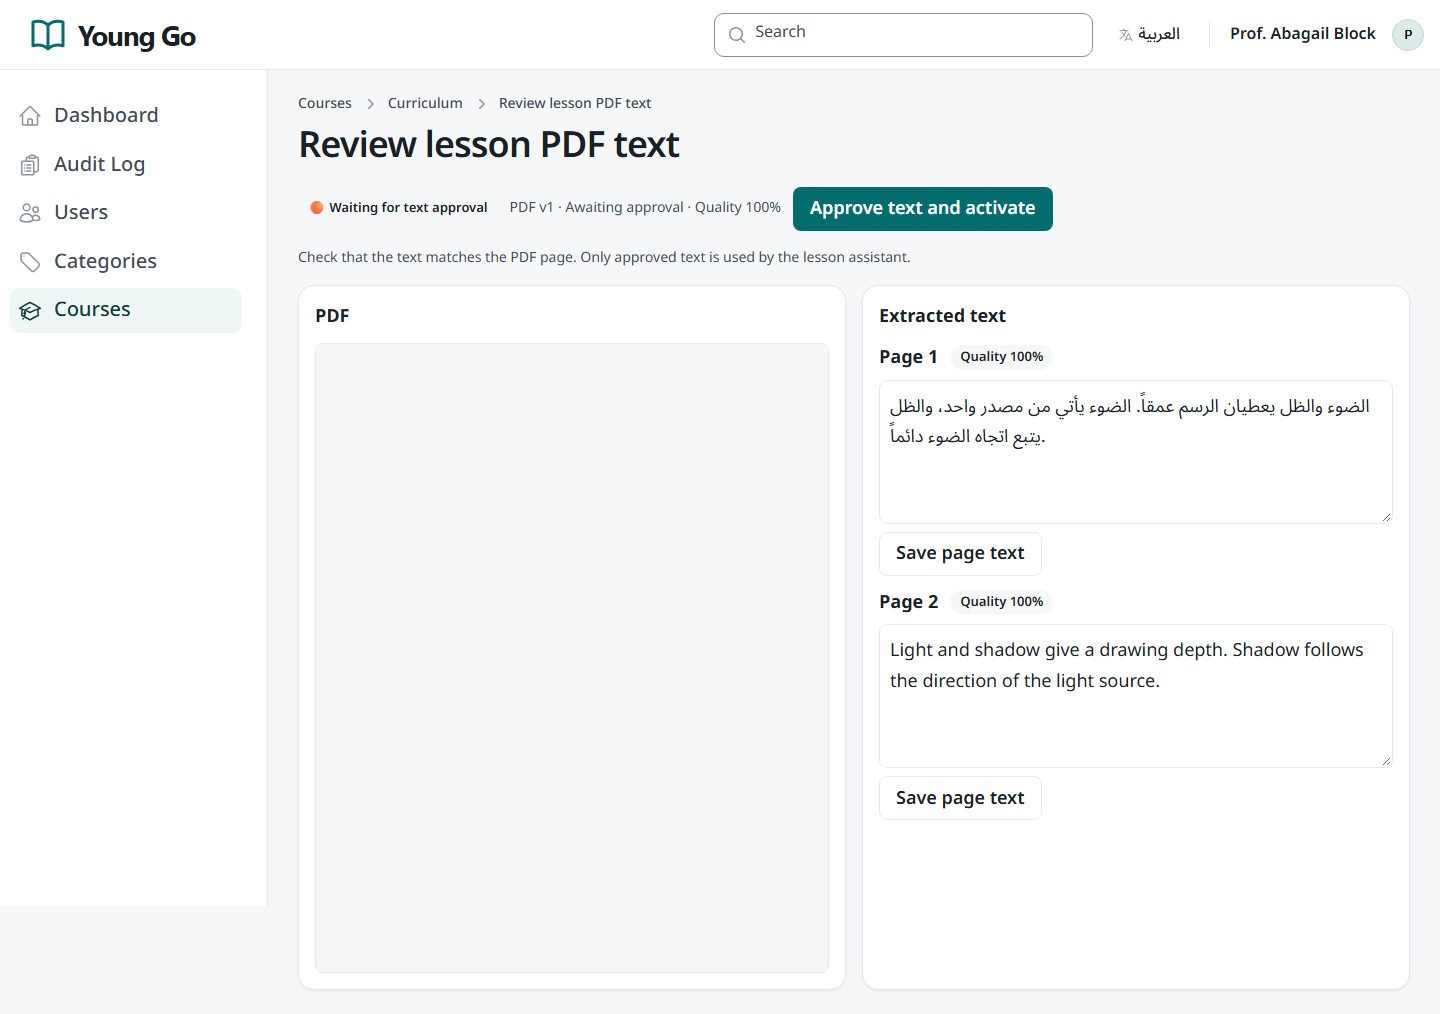 Young Go
Search
العربية
Prof. Abagail Block
P
Dashboard
Audit Log
Users
Categories
Courses
Courses
Curriculum
Review lesson PDF text
Review lesson PDF text
Waiting for text approval
PDF v1 · Awaiting approval · Quality 100%
Approve text and activate
Check that the text matches the PDF page. Only approved text is used by the lesson assistant.
PDF
Extracted text
Page 1
Quality 100%
الضوء والظل يعطيان الرسم عمقاً. الضوء يأتي من مصدر واحد، والظل
يتبع اتجاه الضوء دائماً.
Save page text
Page 2
Quality 100%
Light and shadow give a drawing depth. Shadow follows
the direction of the light source.
Save page text